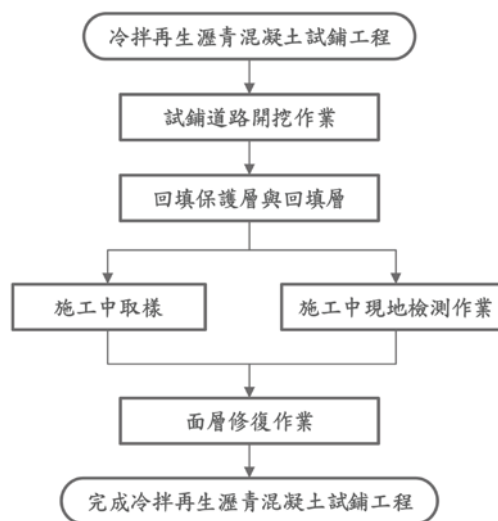 冷拌再生瀝青混凝土試鋪工程
試鋪道路開挖作業
回填保護層與回填層
施工中取樣
施工中現地檢測作業
面層修復作業
完成冷拌再生瀝青混凝土試鋪工程